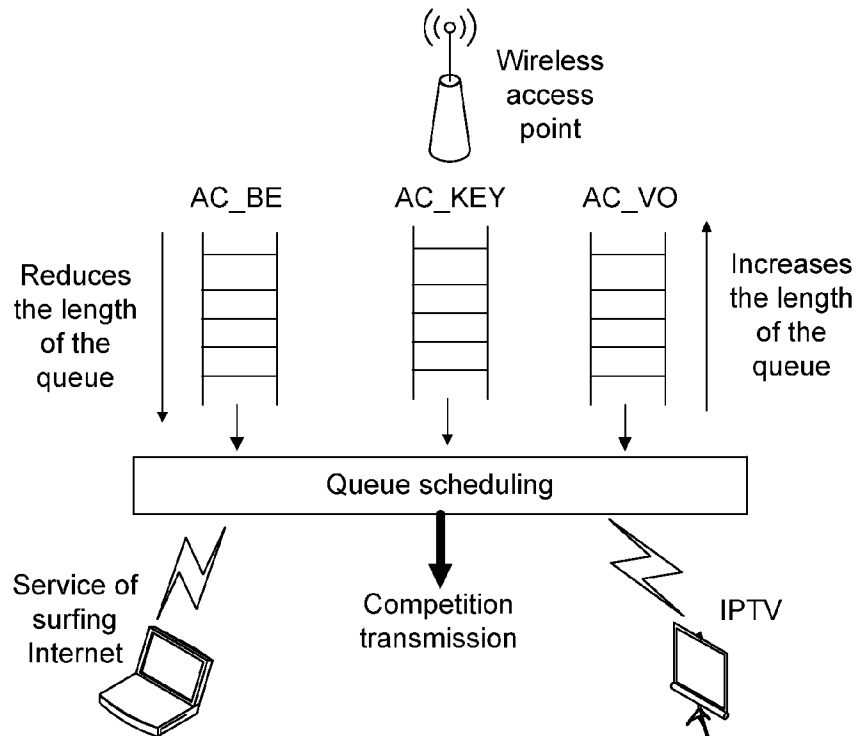 Wireless
access
point
AC_BE
AC_KEY
AC_VO
Reduces
the length
of the
queue
Increases
the length
of the
queue
Queue scheduling
Service of
surfing
Internet
Competition
transmission
IPTV